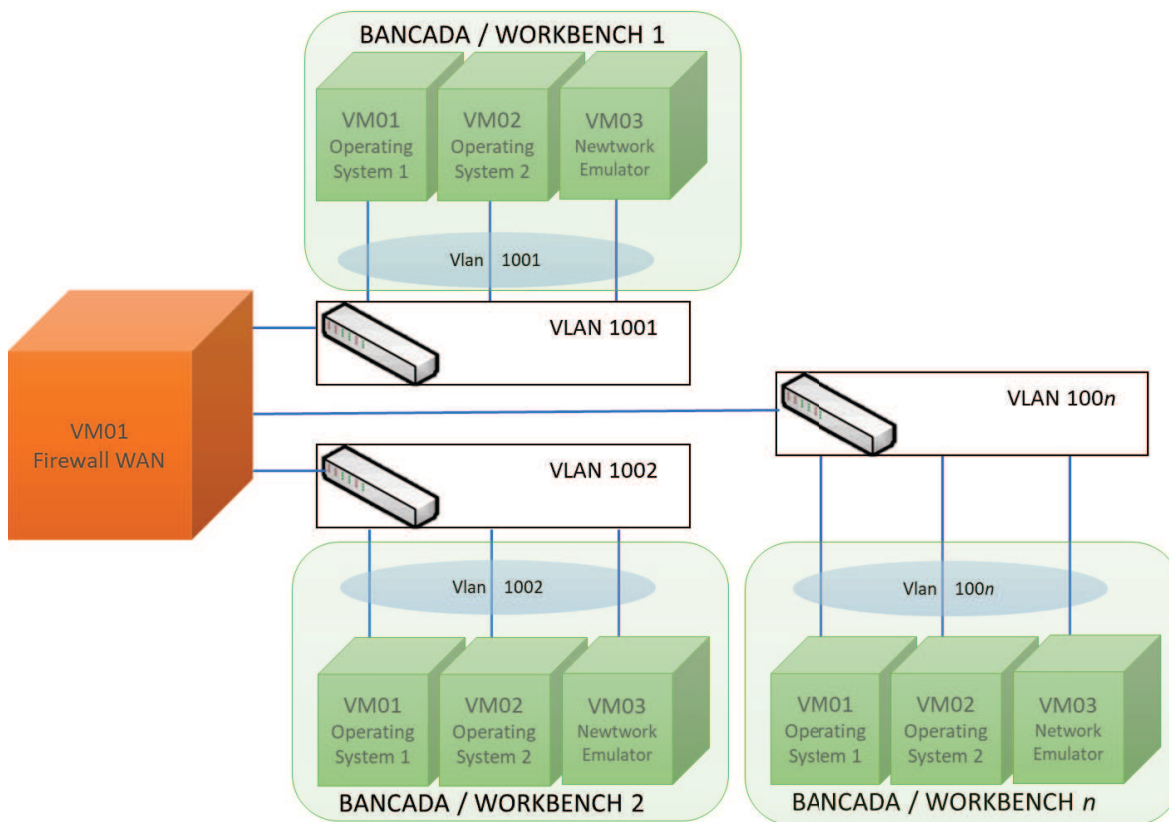 BANCADA / WORKBENCH 1
VM01
Operating
System 1
VM02
Operating
System 2
VM03
Newtwork
Emulator
Vlan 1001
VLAN 1001
VM01
Firewall WAN
VLAN 100n
VLAN 1002
Vlan 1002
VM01
Operating
System 1
VM02
Operating
System 2
VM03
Newtwork
Emulator
BANCADA / WORKBENCH 2
Vlan 100n
VM01
Operating
System 1
VM02
Operating
System 2
VM03
Network
Emulator
BANCADA / WORKBENCH n